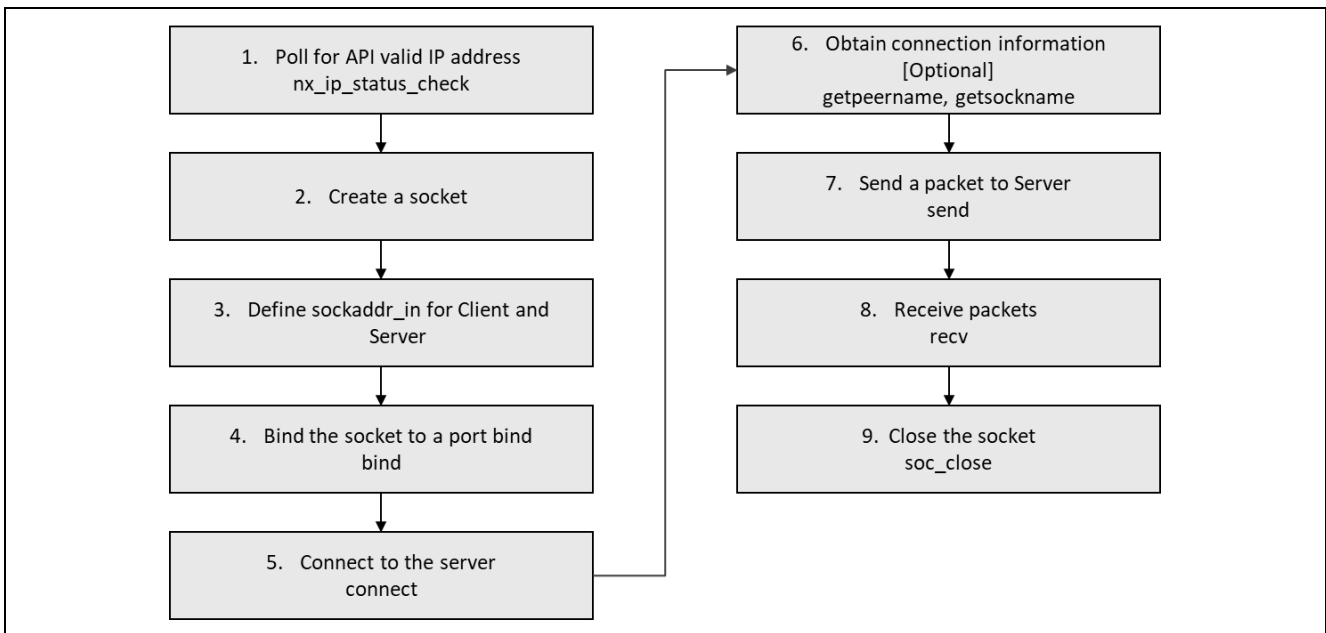 1. Poll for API valid IP address
nx_ip_status_check
2. Create a socket
3. Define sockaddr_in for Client and
Server
4. Bind the socket to a port bind
bind
5. Connect to the server
connect
6. Obtain connection information
[Optional]
getpeername, getsockname
7. Send a packet to Server
send
8. Receive packets
recv
9. Close the socket
soc_close